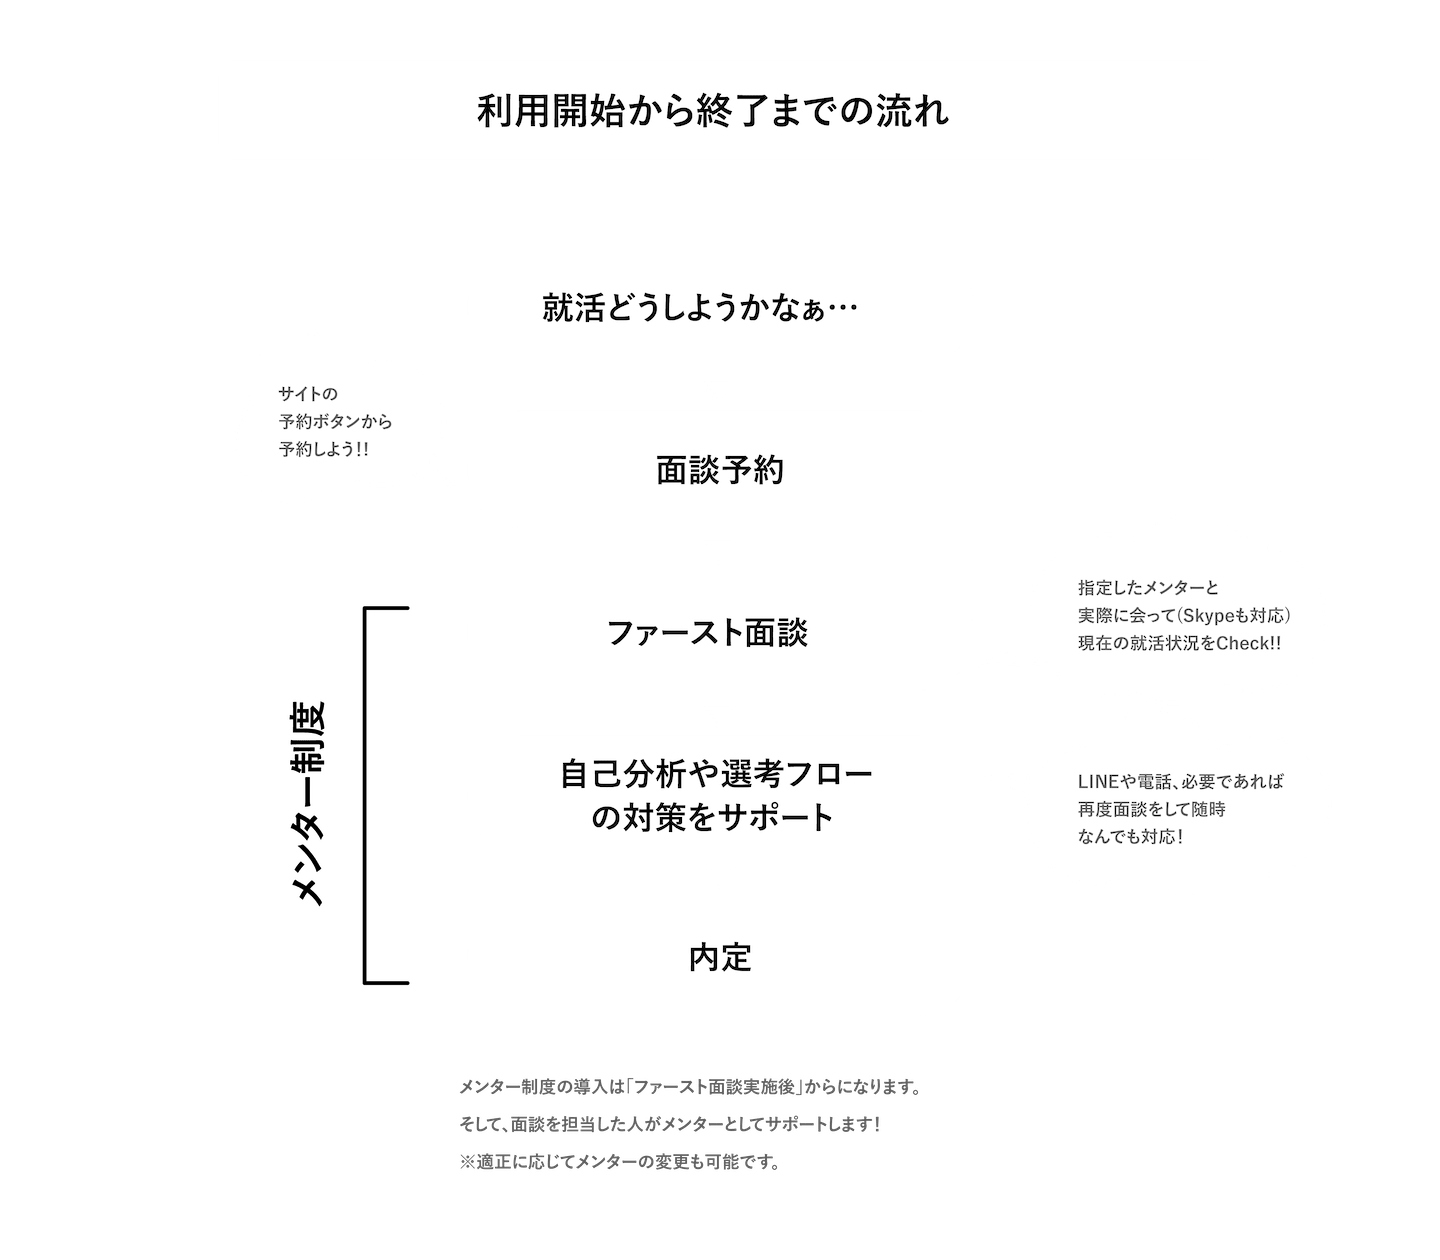 利用開始から終了までの流れ
就活どうしようかなぁ…
サイトの
予約ボタンから
予約しよう!!
面談予約
メンター制度
ファースト面談
指定したメンターと
実際に会って(Skypeも対応)
現在の就活状況をCheck!!
自己分析や選考フロー
の対策をサポート
LINEや電話、必要であれば
再度面談をして随時
なんでも対応!
内定
メンター制度の導入は「ファースト面談実施後」からになります。
そして、面談を担当した人がメンターとしてサポートします!
※適正に応じてメンターの変更も可能です。